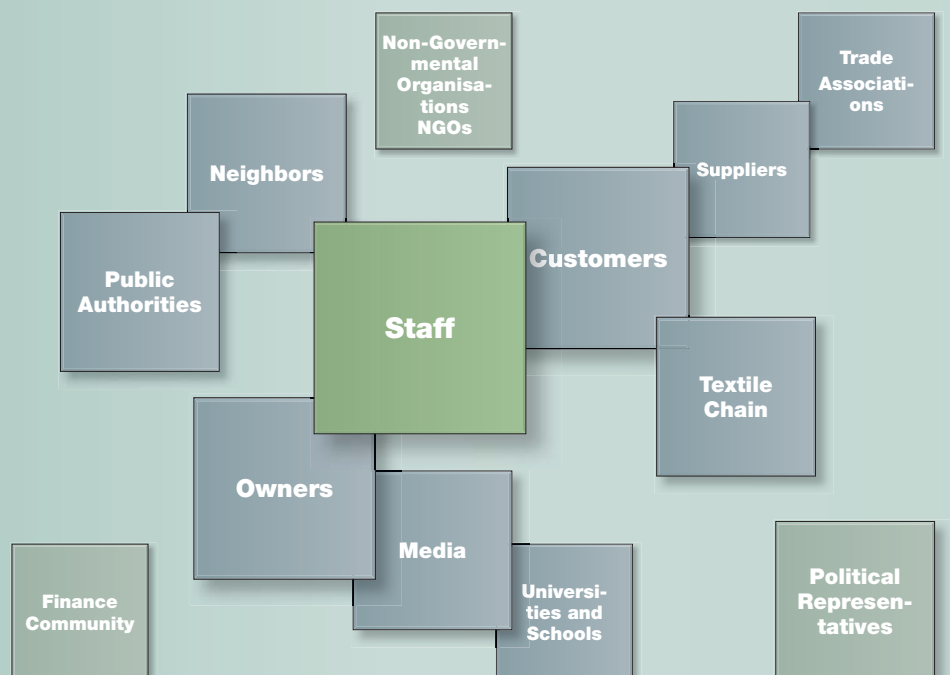 Non-Govern-
mental
Organisa-
tions
NGOs
Trade
Associati-
ons
Neighbors
Suppliers
Customers
Public
Authorities
Staff
Textile
Chain
Owners
Media
Universi-
ties and
Schools
Finance
Community
Political
Represen-
tatives